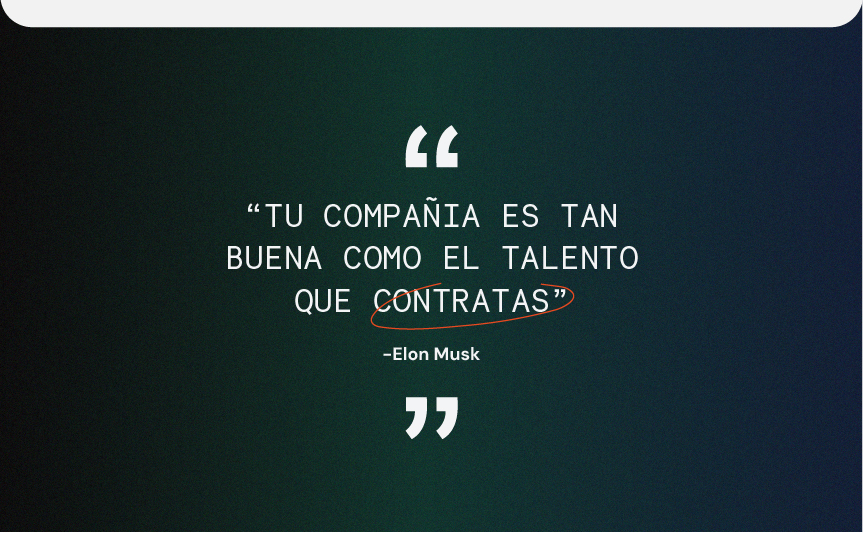 “
“TU COMPAÑIA ES TAN
BUENA COMO EL TALENTO
QUE CONTRATAS”
–Elon Musk
”